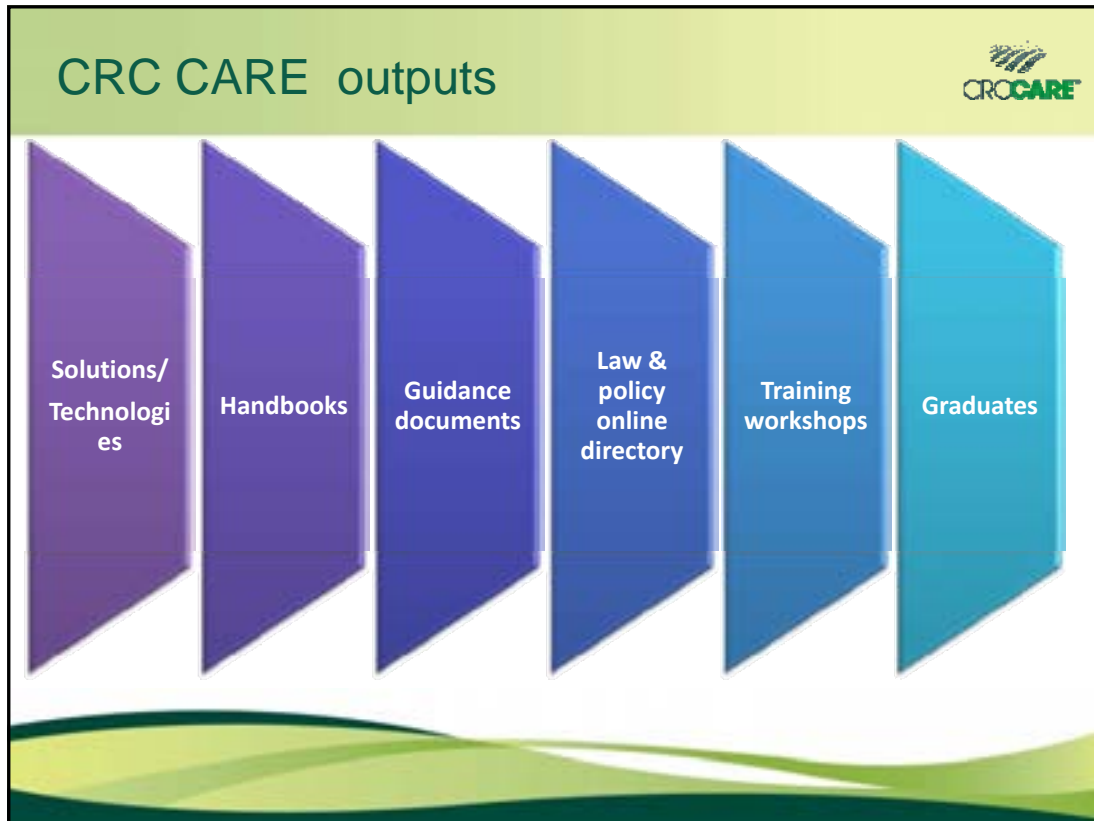 CRC CARE outputs
CRCCARE
Solutions/
Technologi
es
Handbooks
Guidance
documents
Law &
policy
online
directory
Training
workshops
Graduates